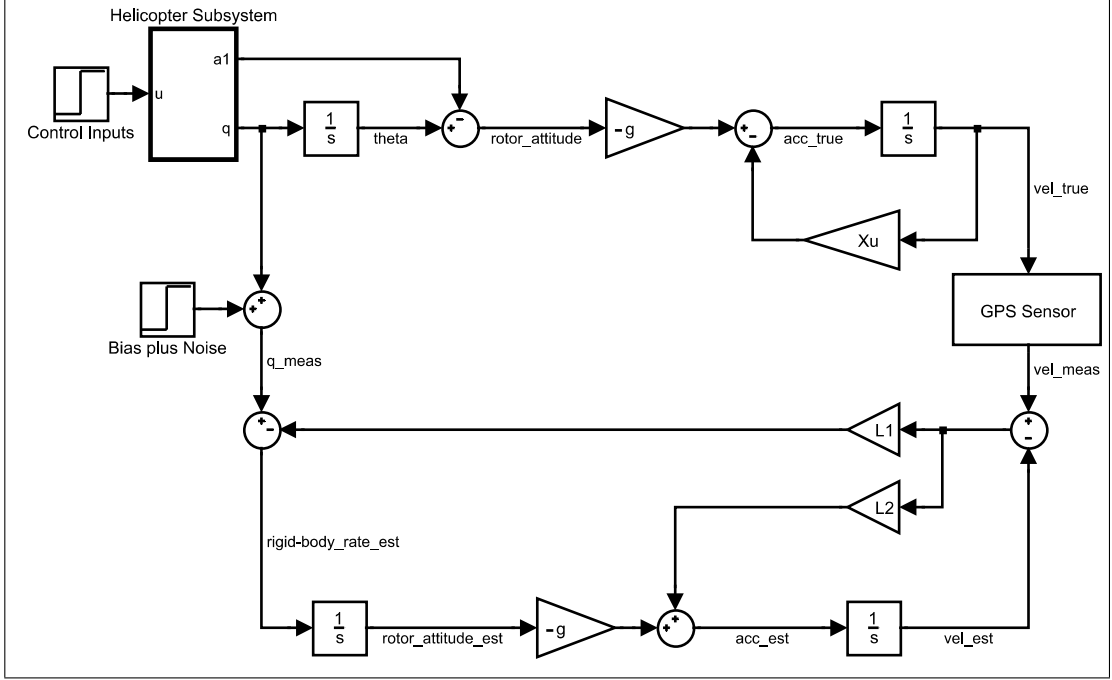 Helicopter Subsystem
a1
u
Control Inputs
q
1
s
theta
+
-
rotor_attitude
-g
+
-
acc_true
1
s
vel_true
Xu
GPS Sensor
+
+
Bias plus Noise
q_meas
vel_meas
+
-
L1
+
-
L2
rigid-body_rate_est
1
s
rotor_attitude_est
-g
+
+
acc_est
1
s
vel_est